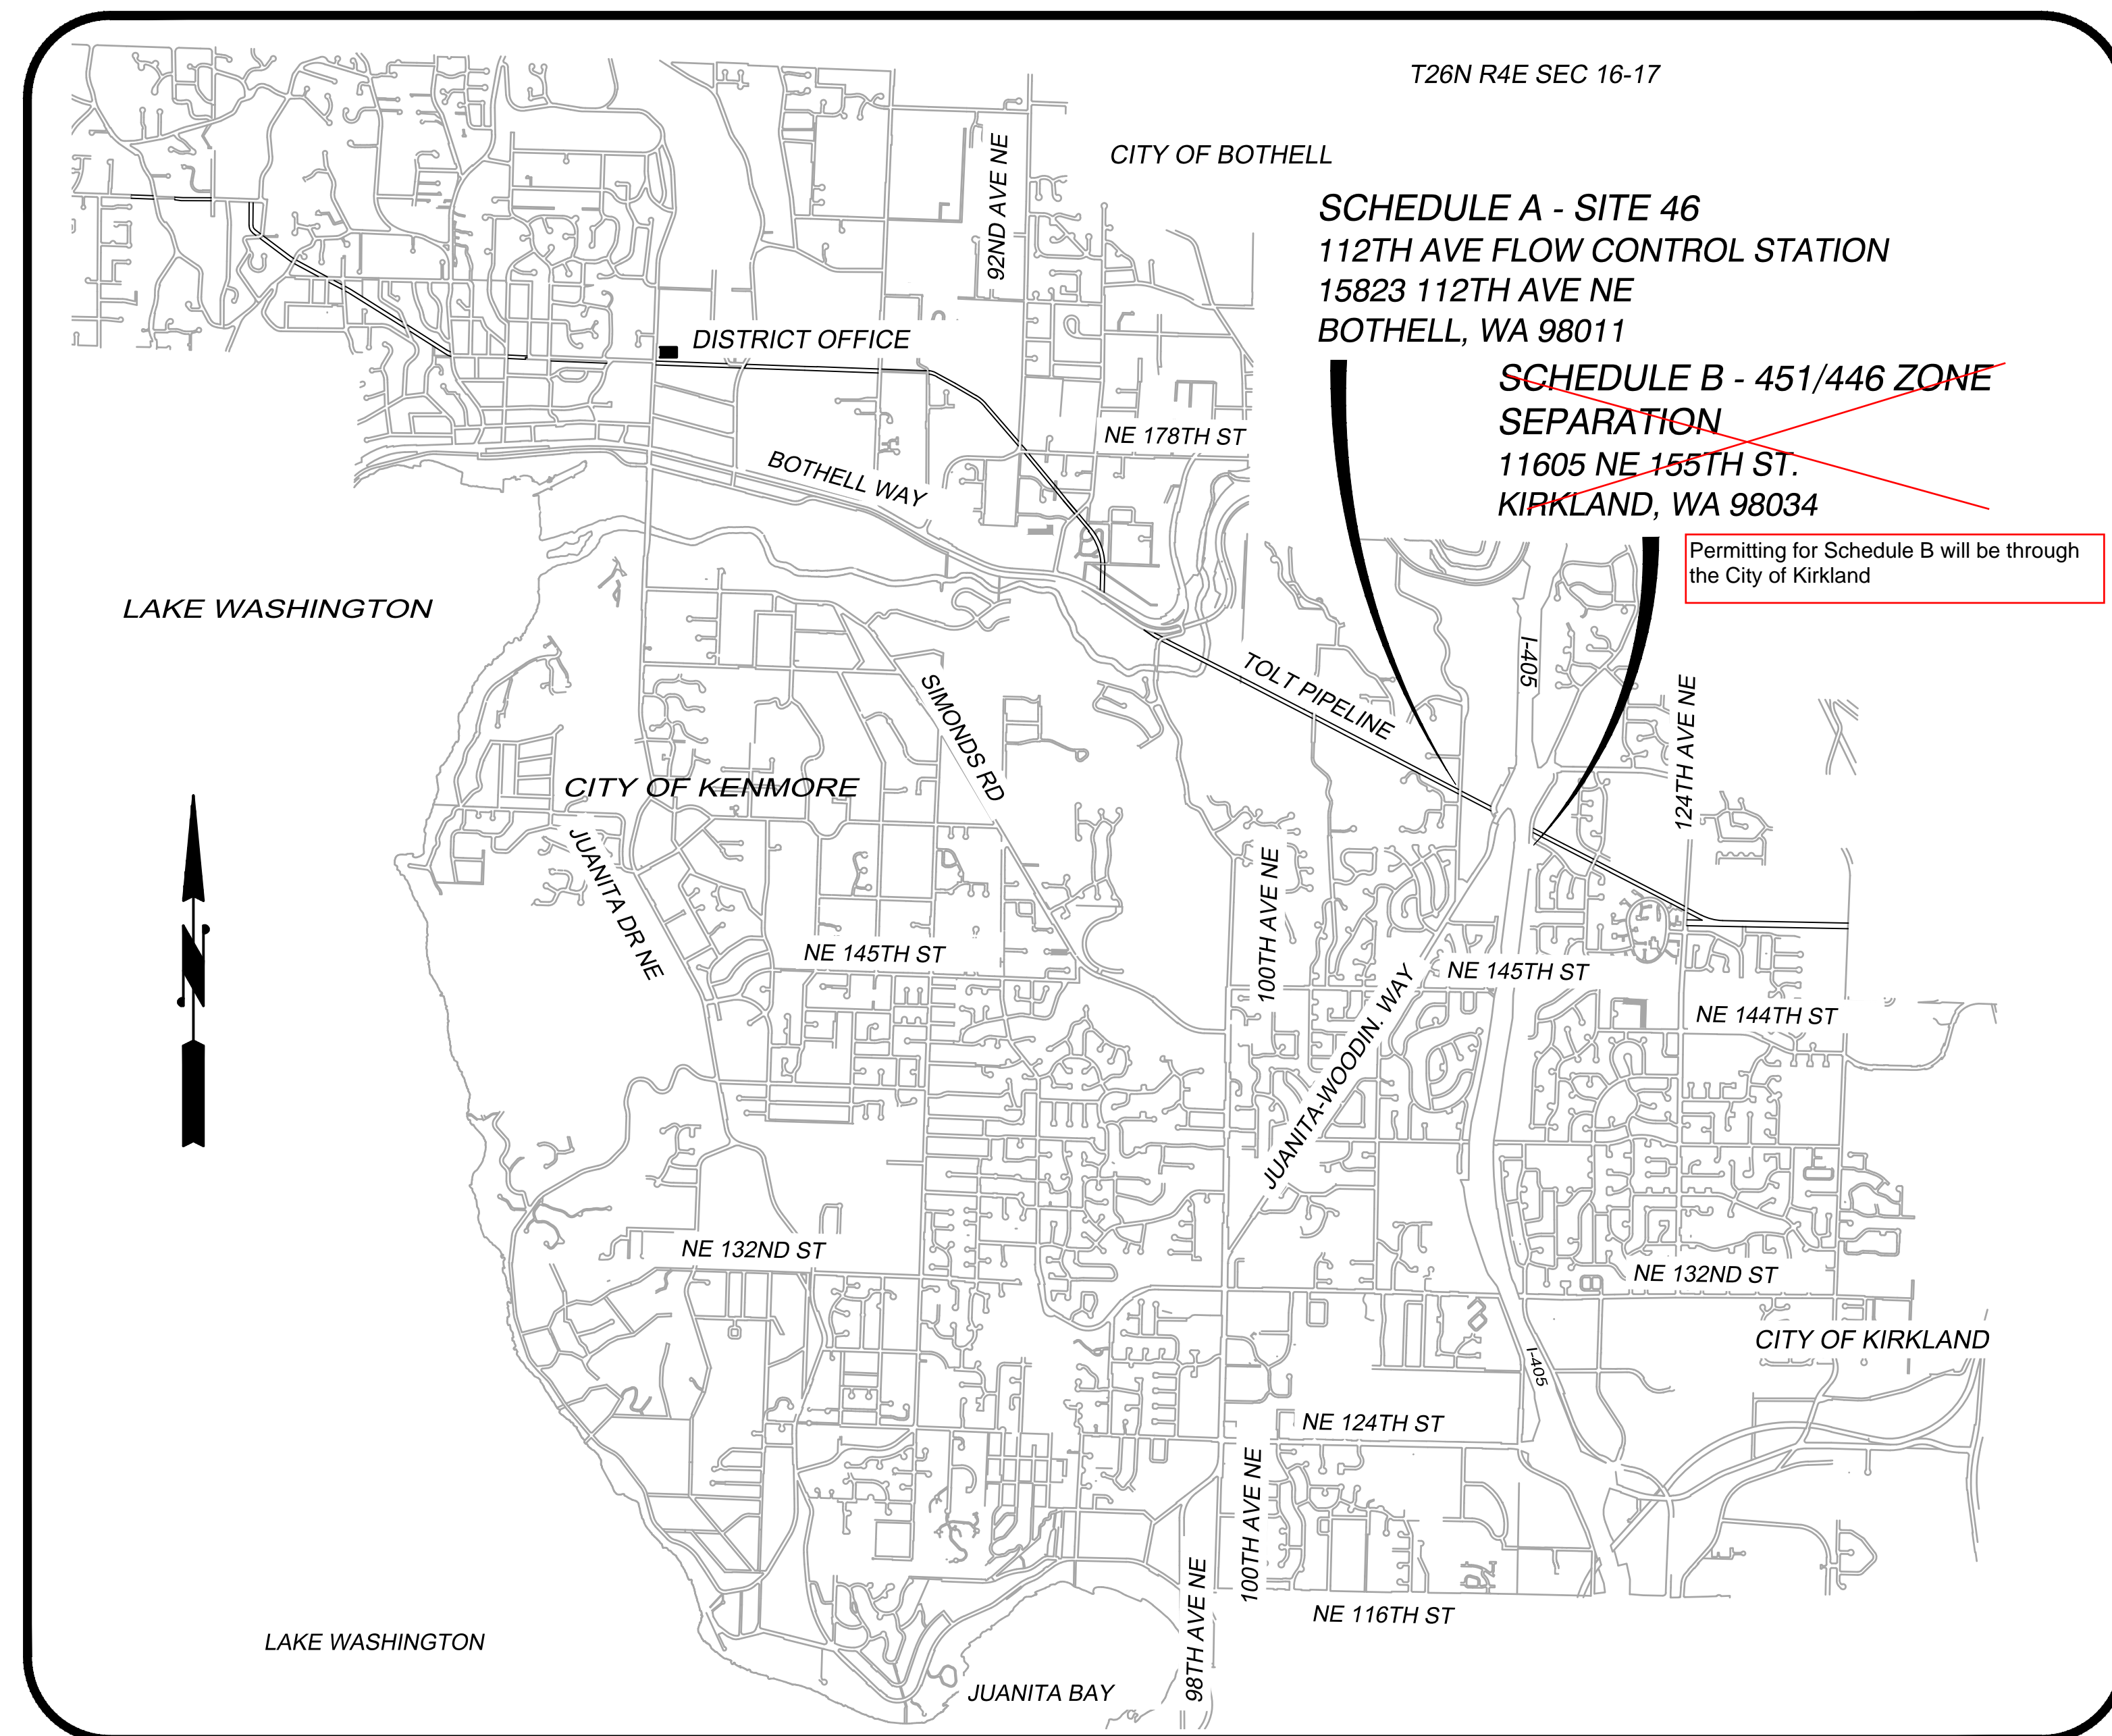 T26N R4E SEC 16-17
CITY OF BOTHELL
92ND AVE NE
SCHEDULE A - SITE 46
112TH AVE FLOW CONTROL STATION
15823 112TH AVE NE
BOTHELL, WA 98011
DISTRICT OFFICE
SCHEDULE B - 451/446 ZONE
SEPARATION
11605 NE 155TH ST.
KIRKLAND, WA 98034
NE 178TH ST
BOTHELL WAY
Permitting for Schedule B will be through
the City of Kirkland
LAKE WASHINGTON
I-405
TOLT PIPELINE
SIMONDS RD
124TH AVE NE
CITY OF KENMORE
JUANITA DR NE
100TH AVE NE
N
NE 145TH ST
NE 145TH ST
JUANITA-WOODIN. WAY
NE 144TH ST
NE 132ND ST
NE 132ND ST
CITY OF KIRKLAND
I-405
NE 124TH ST
100TH AVE NE
98TH AVE NE
NE 116TH ST
LAKE WASHINGTON
JUANITA BAY